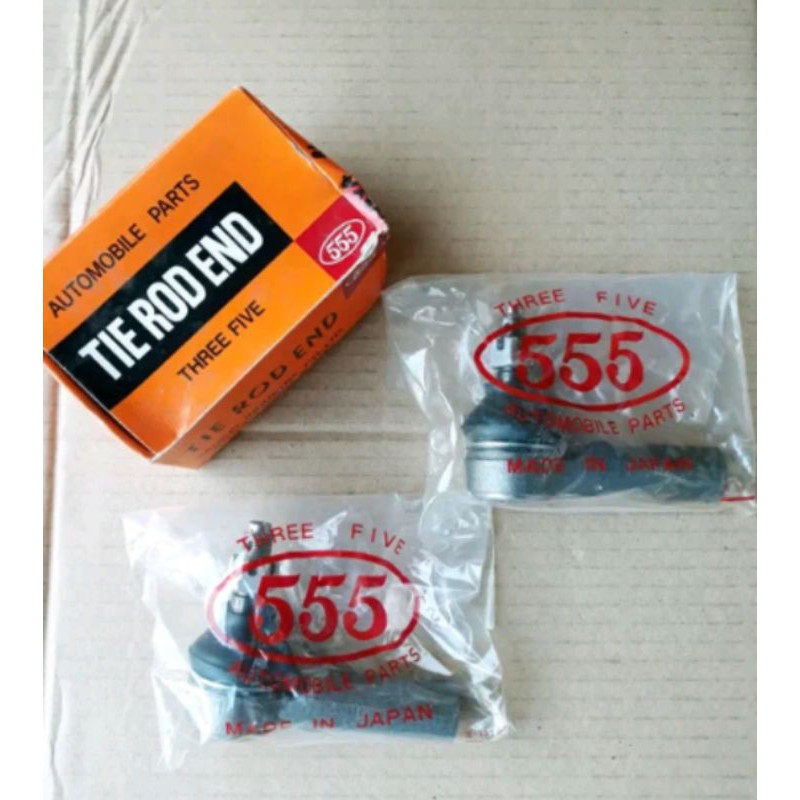 AUTOMOBILE PARTS
TIE ROD END
THREE FIVE
555
TIE ROD END
THREE FIVE
555
AUTOMOBILE PARTS
MADE IN JAPAN
THREE FIVE
555
AUTOMOBILE PARTS
MADE IN JAPAN